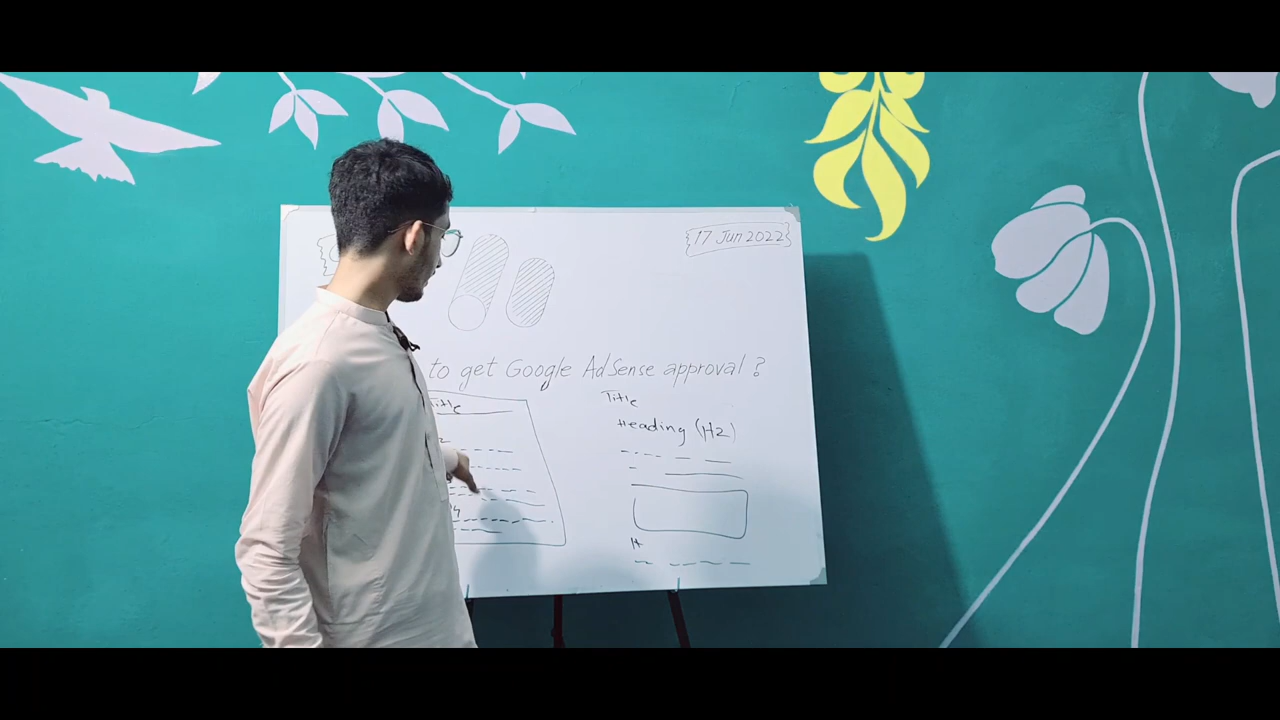 17 Jun 2022
to get Google AdSense approval ?
Title
Title
Heading (H2)
H